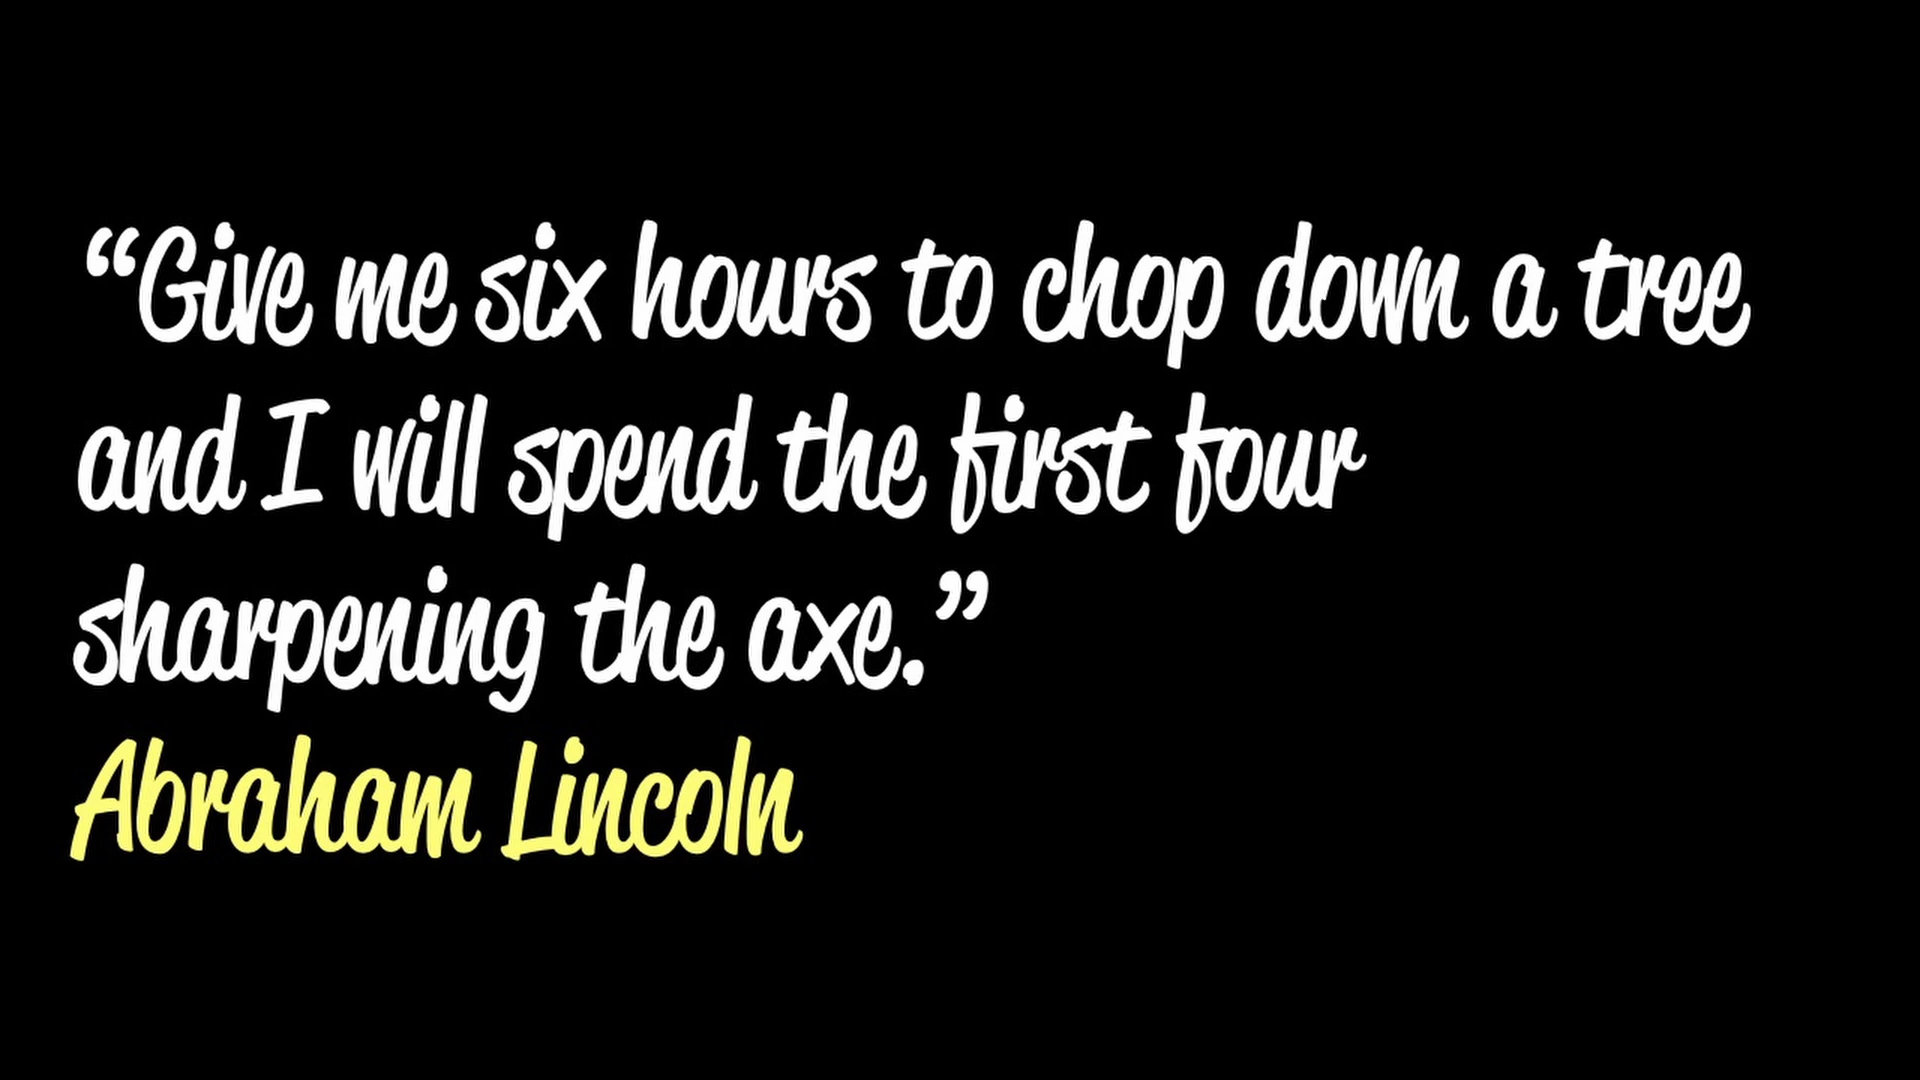 “Give me six hours to chop down a tree
and I will spend the first four
sharpening the axe.”
Abraham Lincoln